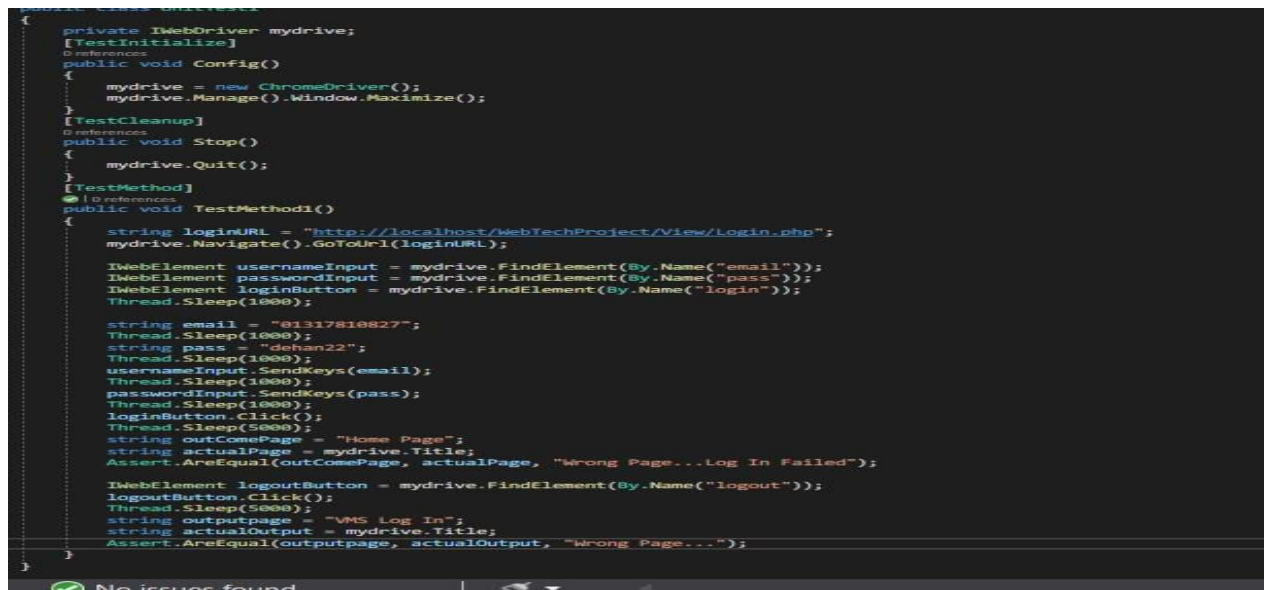 public class UnitTest1
{
private IWebDriver mydrive;
[TestInitialize]
0 references
public void Config()
{
mydrive = new ChromeDriver();
mydrive.Manage().Window.Maximize();
}
[TestCleanup]
0 references
public void Stop()
{
mydrive.Quit();
}
[TestMethod]
| 0 references
public void TestMethod1()
{
string loginURL = "http://localhost/WebTechProject/View/Login.php";
mydrive.Navigate().GoToUrl(loginURL);
IWebElement usernameInput = mydrive.FindElement(By.Name("email"));
IWebElement passwordInput = mydrive.FindElement(By.Name("pass"));
IWebElement loginButton = mydrive.FindElement(By.Name("login"));
Thread.Sleep(1000);
string email = "01317810827";
Thread.Sleep(1000);
string pass = "dehan22";
Thread.Sleep(1000);
usernameInput.SendKeys(email);
Thread.Sleep(1000);
passwordInput.SendKeys(pass);
Thread.Sleep(1000);
loginButton.Click();
Thread.Sleep(5000);
string outComePage = "Home Page";
string actualPage = mydrive.Title;
Assert.AreEqual(outComePage, actualPage, "Wrong Page...Log In Failed");
IWebElement logoutButton = mydrive.FindElement(By.Name("logout"));
logoutButton.Click();
Thread.Sleep(5000);
string outputpage = "VMS Log In";
string actualOutput = mydrive.Title;
Assert.AreEqual(outputpage, actualOutput, "Wrong Page...");
}
}
No issues found